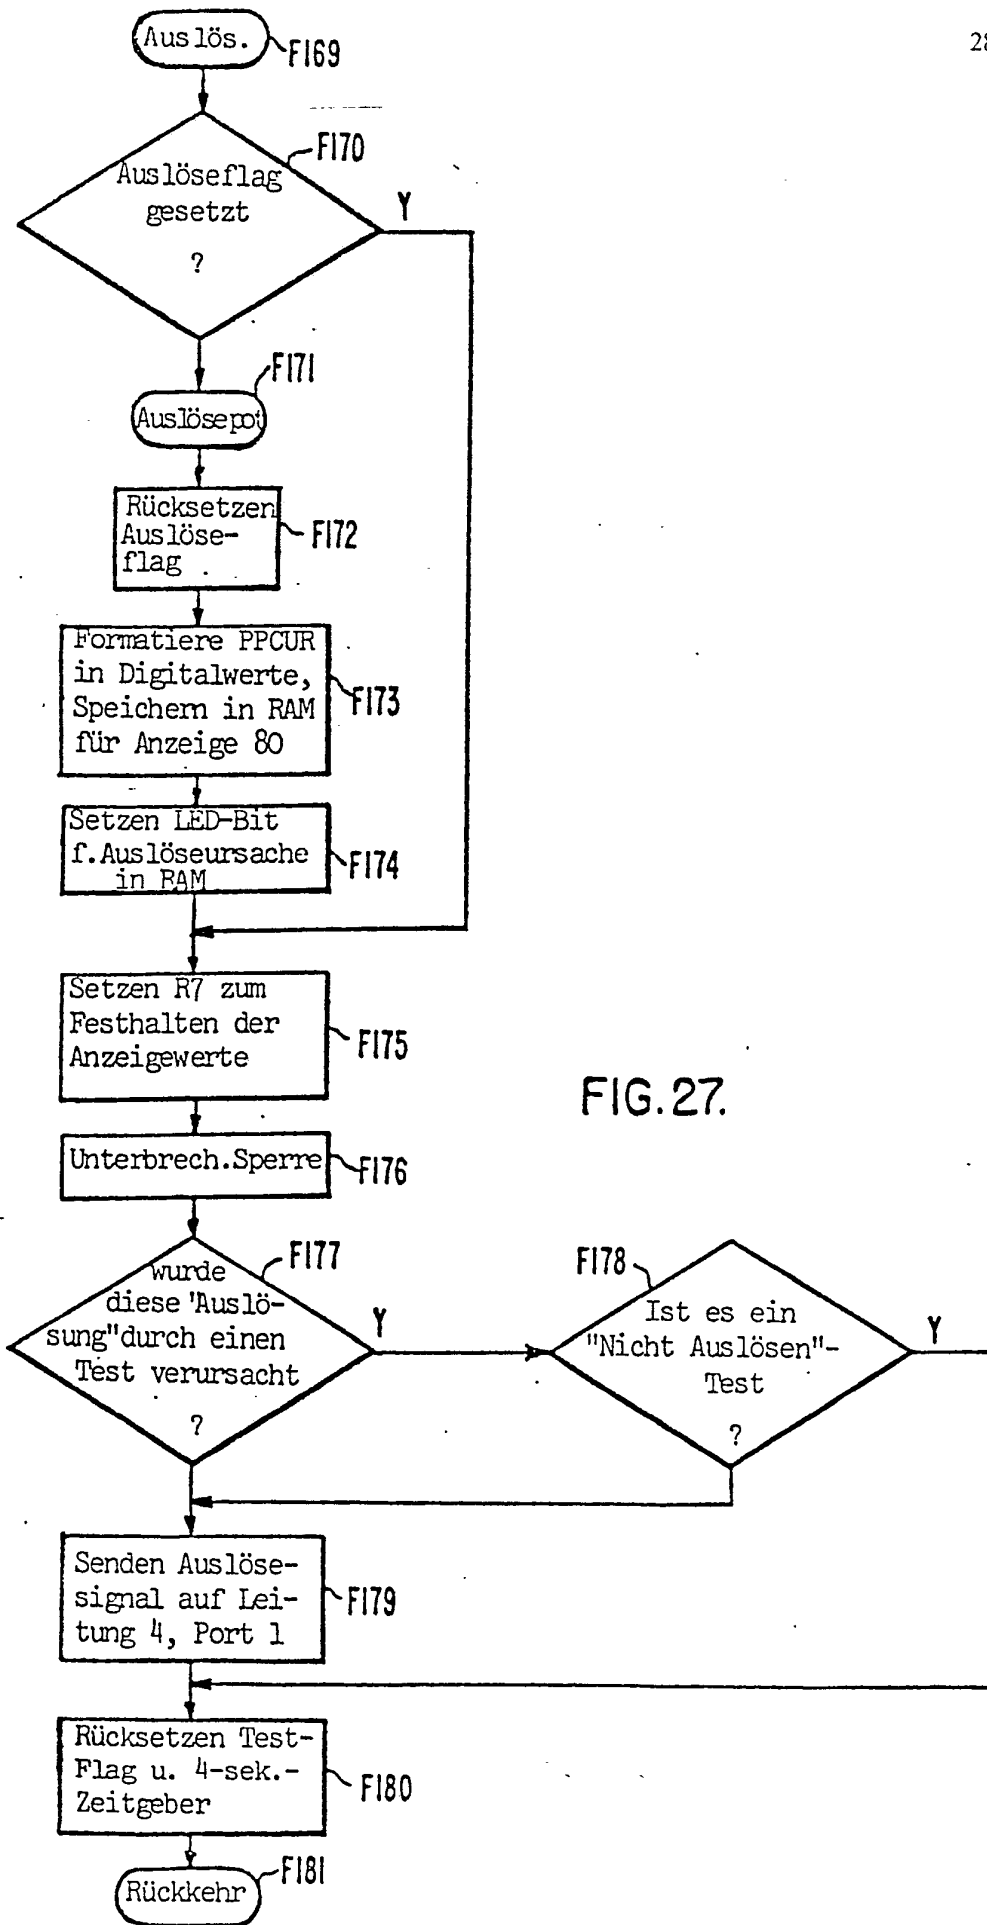 Auslös.
F169
28
F170
Auslöseflag
gesetzt
?
Y
F171
Auslösepot
Rücksetzen
Auslöse-
flag
F172
Formatiere PPCUR
in Digitalwerte,
Speichern in RAM
für Anzeige 80
F173
Setzen LED-Bit
f.Auslöseursache
in RAM
F174
Setzen R7 zum
Festhalten der
Anzeigewerte
F175
FIG. 27.
Unterbrech.Sperre
F176
F177
wurde
diese "Auslö-
sung"durch einen
Test verursacht
?
Y
F178
Ist es ein
"Nicht Auslösen"-
Test
?
Y
Senden Auslöse-
signal auf Lei-
tung 4, Port 1
F179
Rücksetzen Test-
Flag u. 4-sek.-
Zeitgeber
F180
F181
Rückkehr